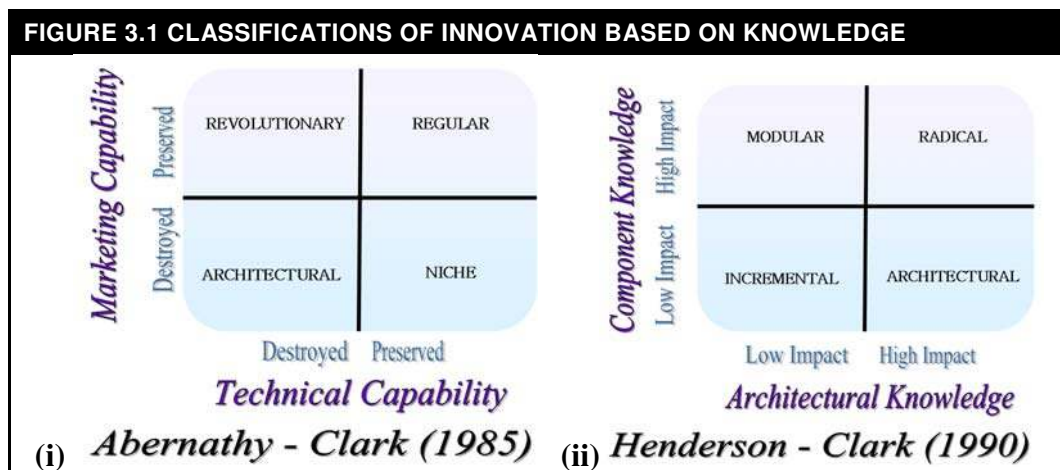 FIGURE 3.1 CLASSIFICATIONS OF INNOVATION BASED ON KNOWLEDGE
Marketing Capability
Preserved
Destroyed
REVOLUTIONARY
REGULAR
ARCHITECTURAL
NICHE
Destroyed
Preserved
Technical Capability
(i) Abernathy - Clark (1985)
Component Knowledge
High Impact
Low Impact
MODULAR
RADICAL
INCREMENTAL
ARCHITECTURAL
Low Impact
High Impact
Architectural Knowledge
(ii) Henderson - Clark (1990)